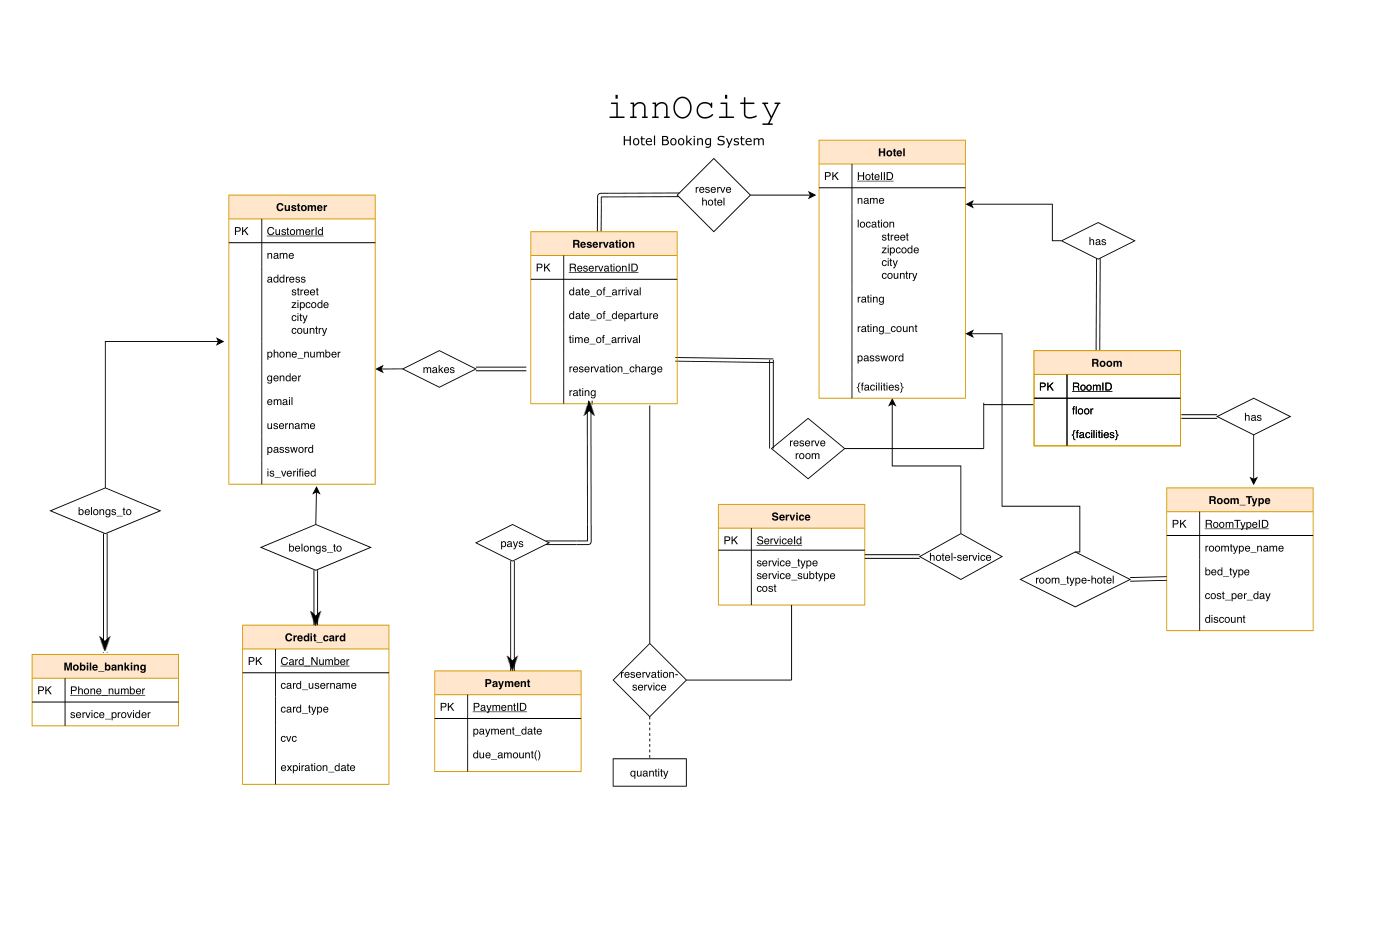 innOcity
Hotel Booking System
Customer
PK CustomerId
name
address
street
zipcode
city
country
phone_number
gender
email
username
password
is_verified
makes
Reservation
PK ReservationID
date_of_arrival
date_of_departure
time_of_arrival
reservation_charge
rating
reserve
hotel
Hotel
PK HotelID
name
location
street
zipcode
city
country
rating
rating_count
password
{facilities}
has
Room
PK RoomID
floor
{facilities}
has
reserve
room
Room_Type
PK RoomTypeID
roomtype_name
bed_type
cost_per_day
discount
room_type-hotel
hotel-service
Service
PK ServiceId
service_type
service_subtype
cost
belongs_to
belongs_to
pays
Mobile_banking
PK Phone_number
service_provider
Credit_card
PK Card_Number
card_username
card_type
cvc
expiration_date
Payment
PK PaymentID
payment_date
due_amount()
reservation-
service
quantity